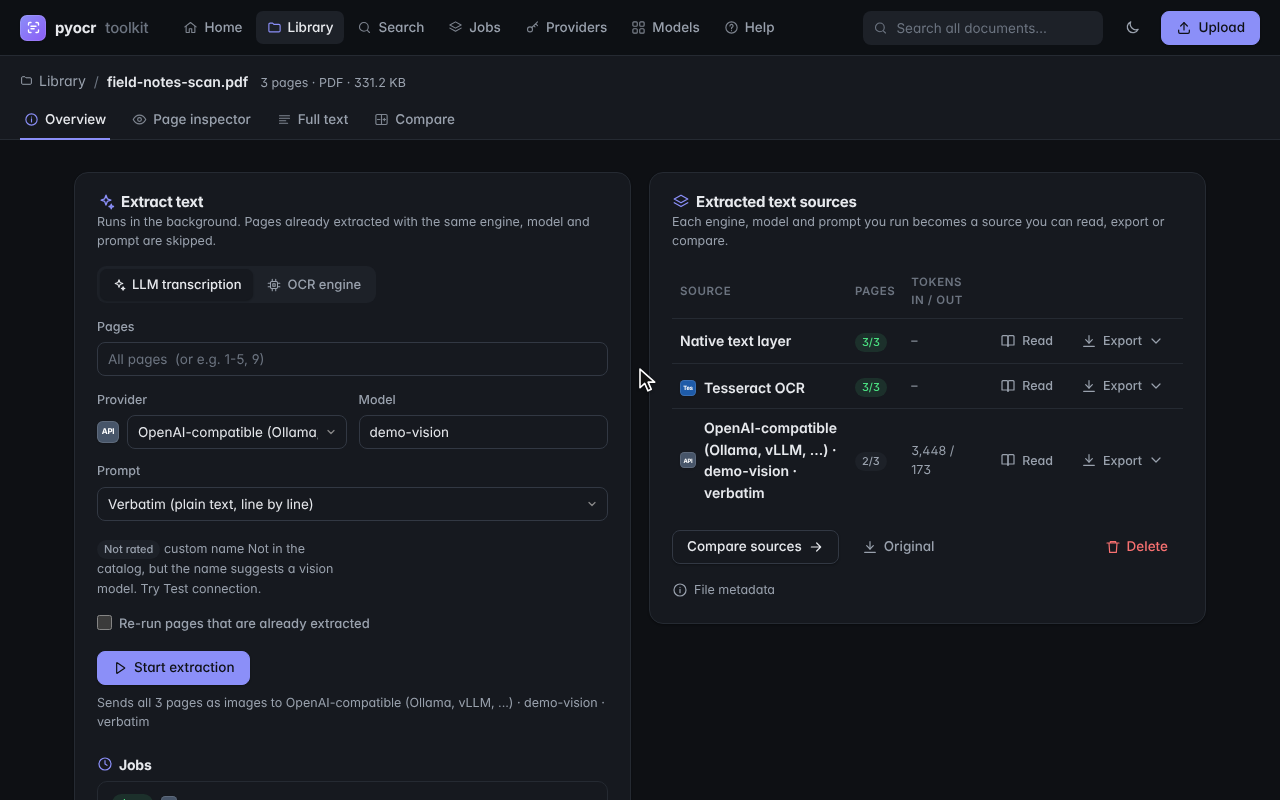 pyocr toolkit Home Library Search Jobs Providers Models Help Search all documents... Upload
Library / field-notes-scan.pdf 3 pages · PDF · 331.2 KB
Overview Page inspector Full text Compare
Extract text
Runs in the background. Pages already extracted with the same engine, model and
prompt are skipped.
LLM transcription OCR engine
Pages
All pages (or e.g. 1-5, 9)
Provider Model
API OpenAI-compatible (Ollama, demo-vision
Prompt
Verbatim (plain text, line by line)
Not rated custom name Not in the
catalog, but the name suggests a vision
model. Try Test connection.
Re-run pages that are already extracted
Start extraction
Sends all 3 pages as images to OpenAI-compatible (Ollama, vLLM, ...) · demo-vision ·
verbatim
Jobs
Extracted text sources
Each engine, model and prompt you run becomes a source you can read, export or
compare.
SOURCE PAGES TOKENS
IN / OUT
Native text layer 3/3 – Read Export
Tes Tesseract OCR 3/3 – Read Export
OpenAI-compatible
(Ollama, vLLM, ...) ·
demo-vision ·
verbatim
API 2/3 3,448 /
173
Read Export
Compare sources → Original Delete
File metadata